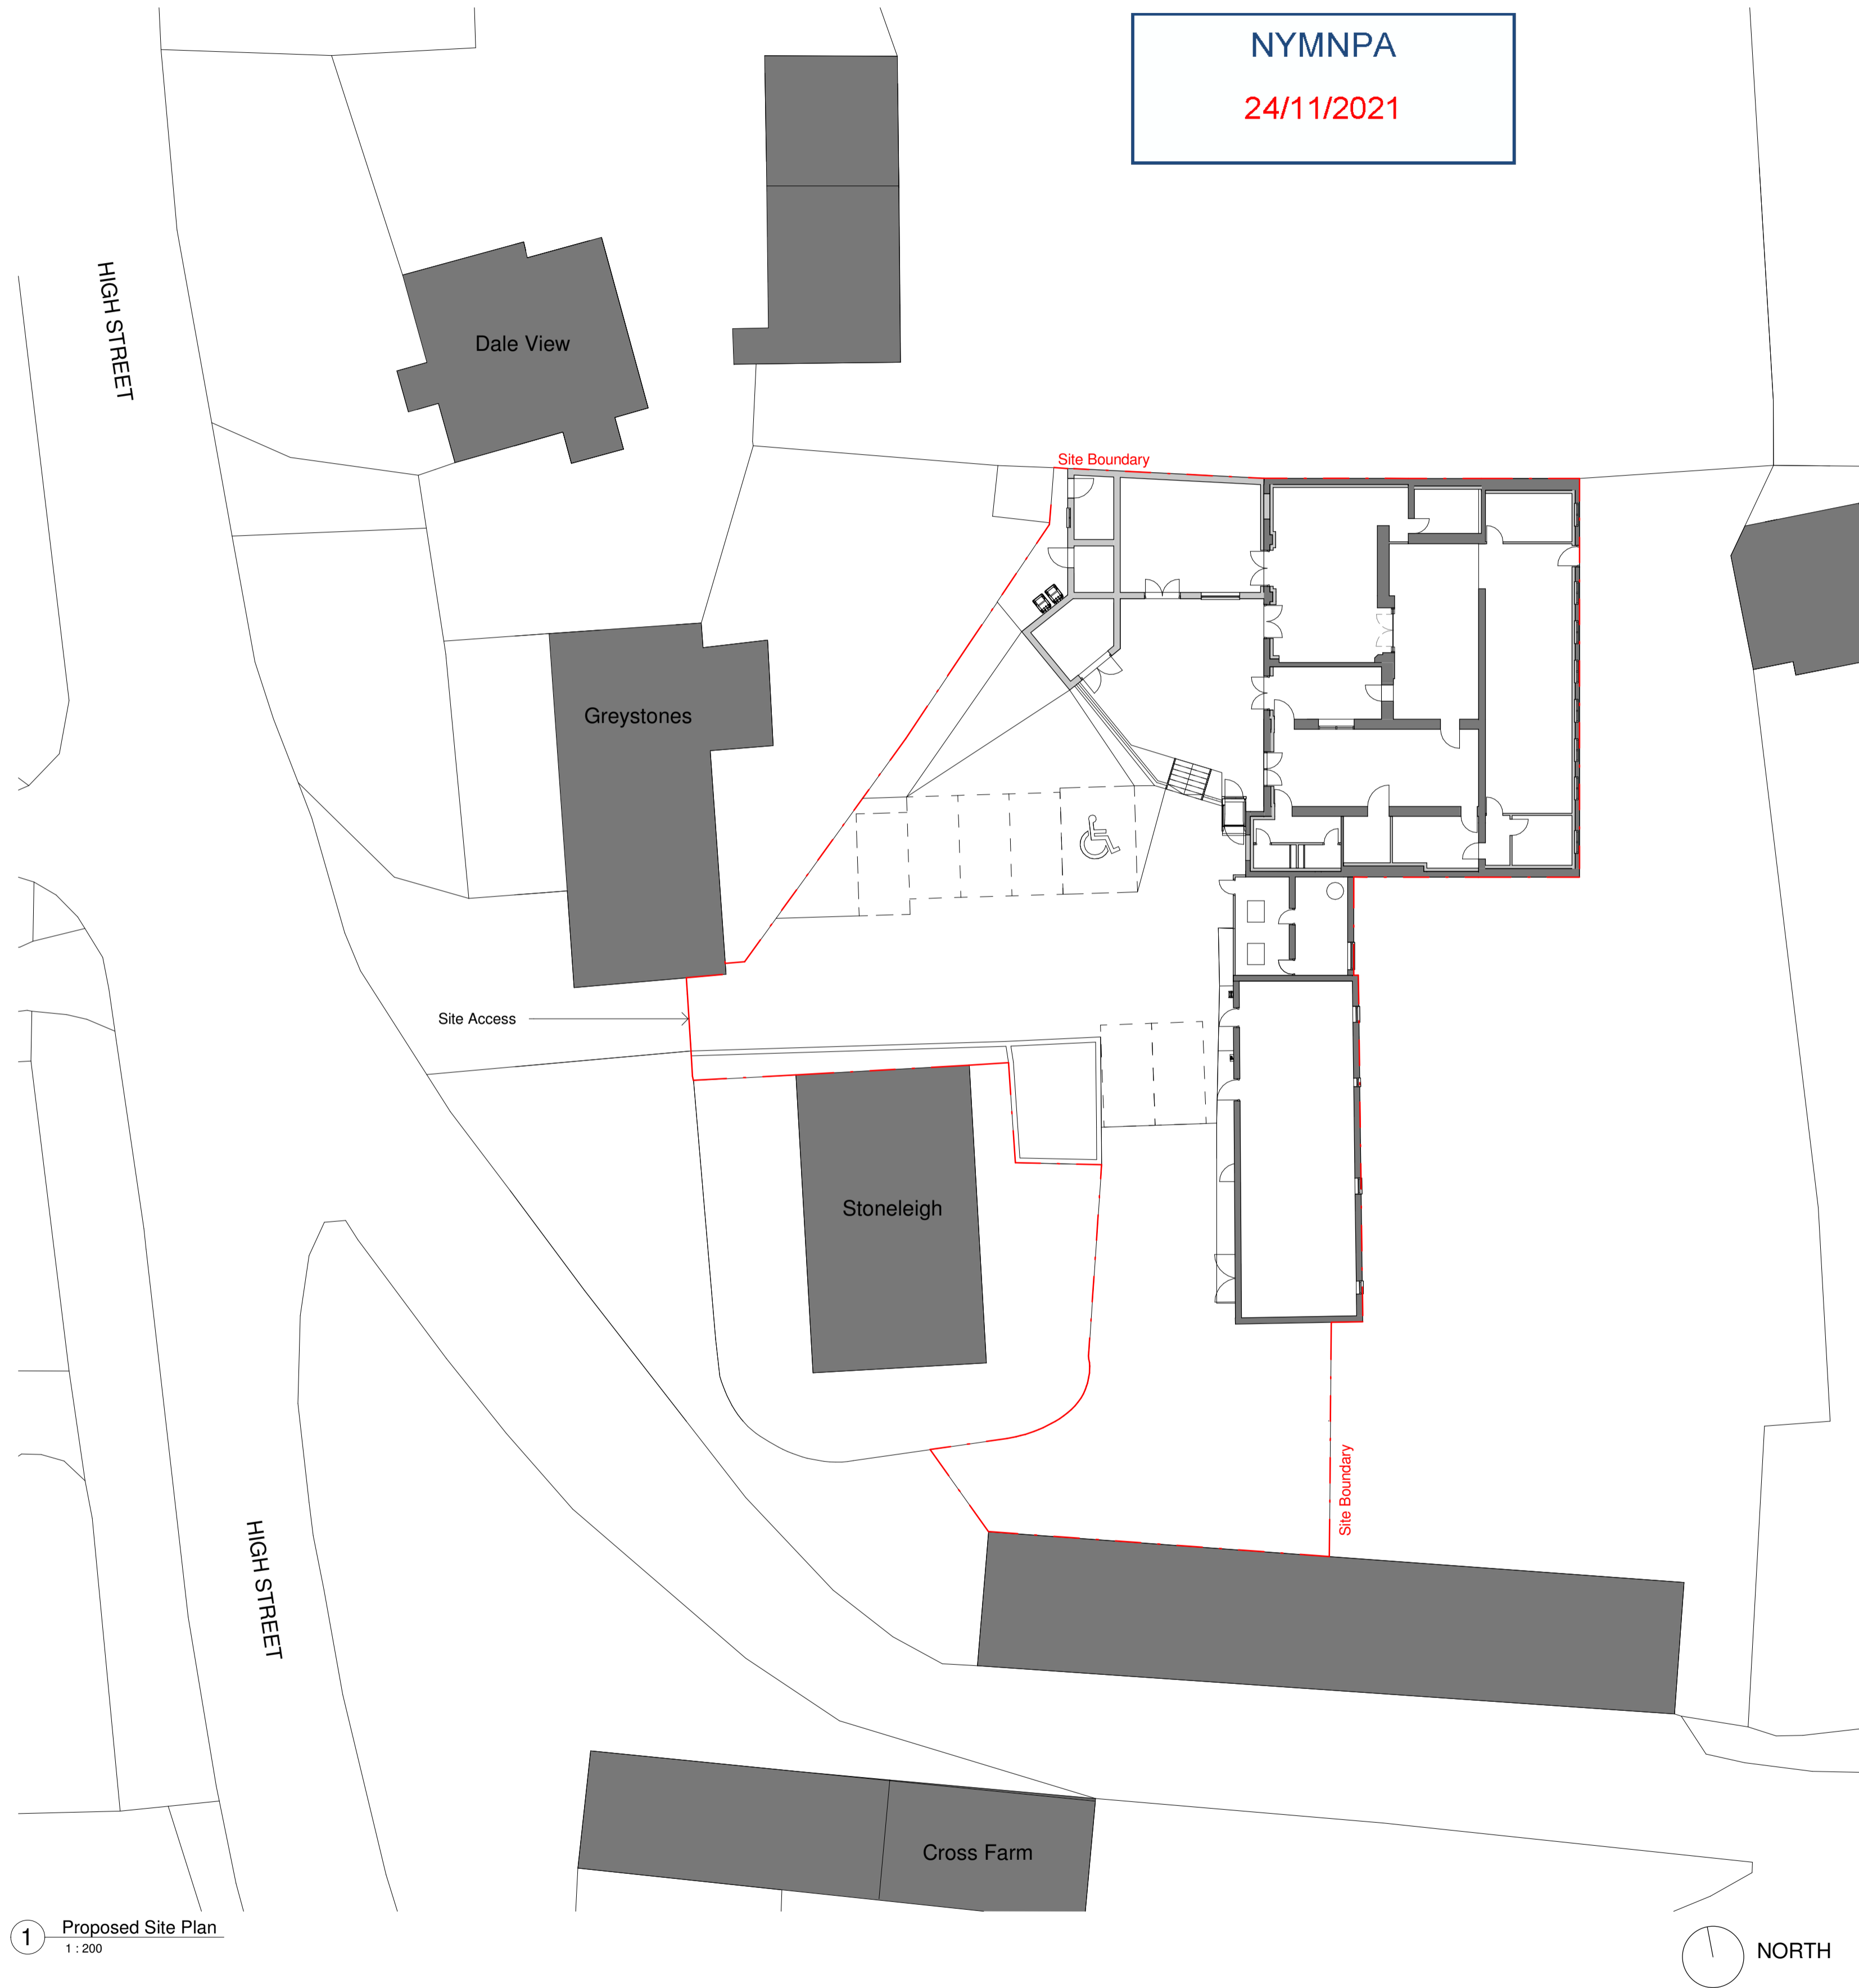 NYMNPA
24/11/2021
HIGH STREET
Dale View
Site Boundary
Greystones
Site Access
Stoneleigh
Site Boundary
HIGH STREET
Cross Farm
1
Proposed Site Plan
1 : 200
NORTH